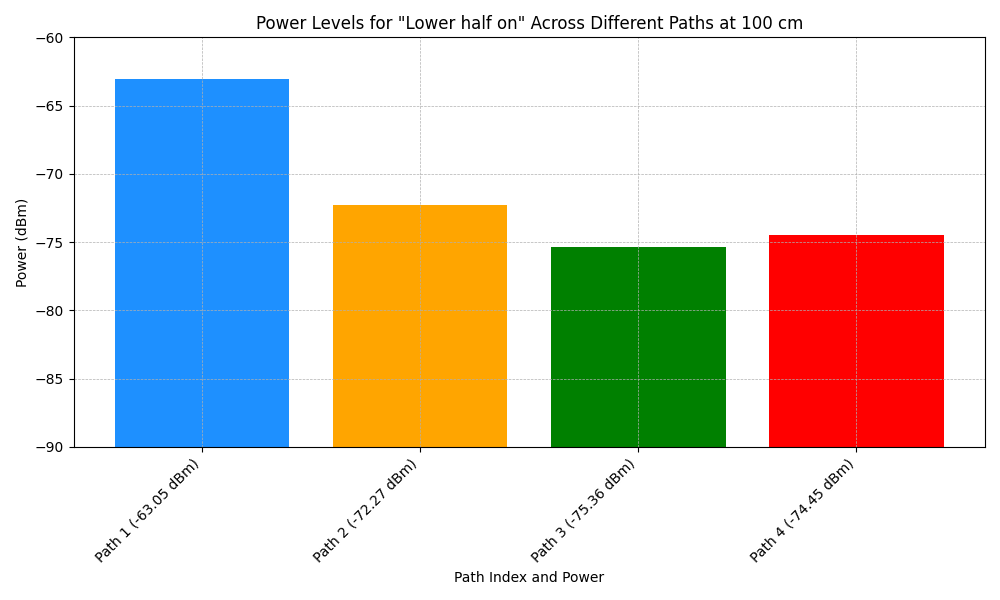 Power Levels for "Lower half on" Across Different Paths at 100 cm
Power (dBm)
−60
−65
−70
−75
−80
−85
−90
Path 1 (-63.05 dBm)
Path 2 (-72.27 dBm)
Path 3 (-75.36 dBm)
Path 4 (-74.45 dBm)
Path Index and Power